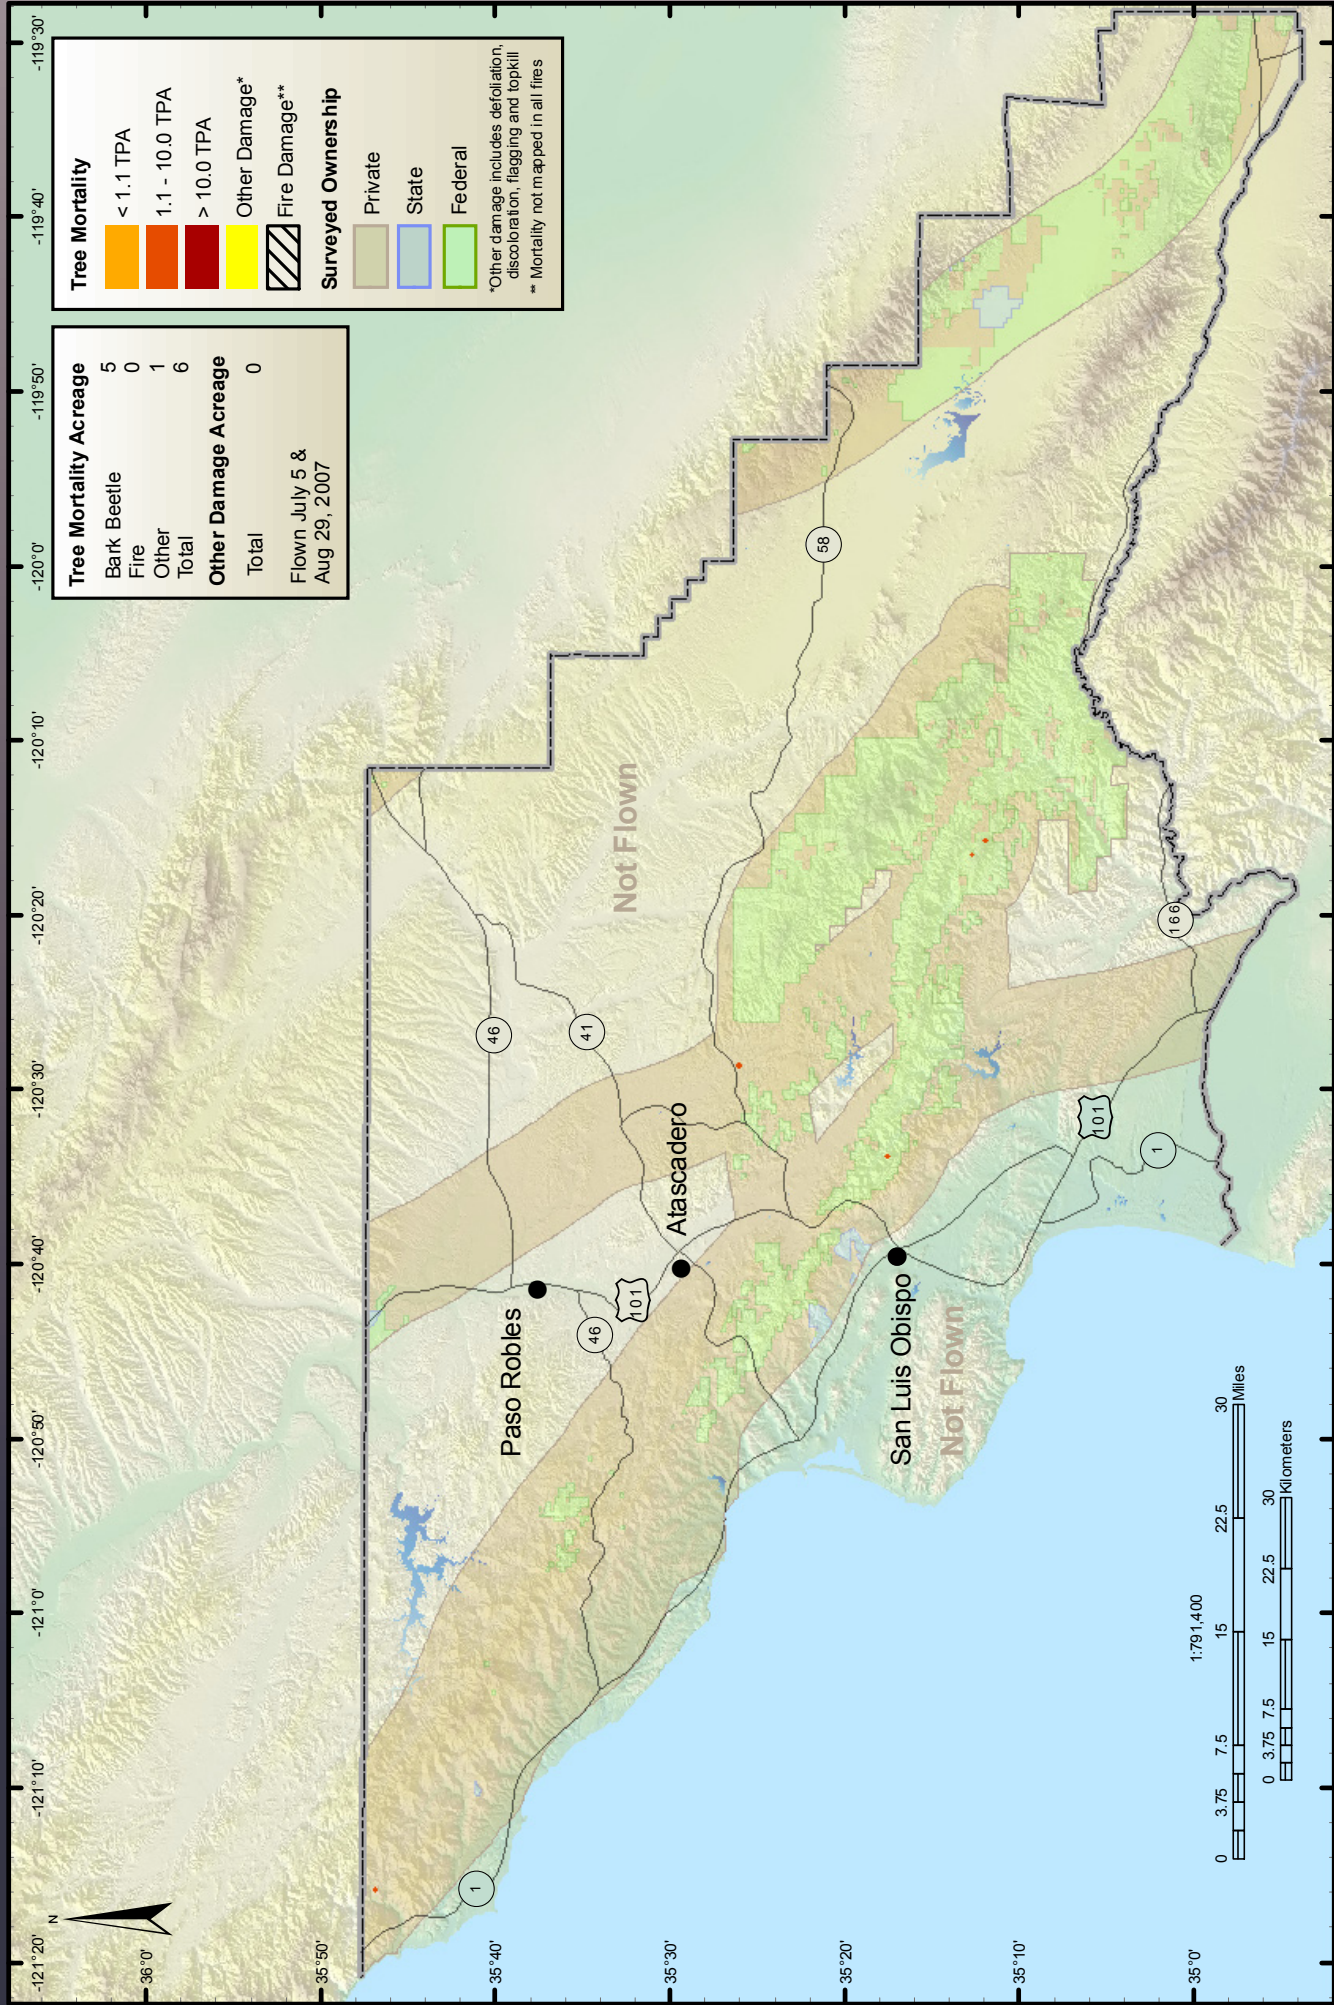 -121°20'
-121°10'
-121°0'
-120°50'
-120°40'
-120°30'
-120°20'
-120°10'
-120°0'
-119°50'
-119°40'
-119°30'
36°0'
35°50'
35°40'
35°30'
35°20'
35°10'
35°0'
N
Tree Mortality Acreage
Bark Beetle 5
Fire 0
Other 1
Total 6
Other Damage Acreage
Total 0
Flown July 5 &
Aug 29, 2007
Tree Mortality
< 1.1 TPA
1.1 - 10.0 TPA
> 10.0 TPA
Other Damage*
Fire Damage**
Surveyed Ownership
Private
State
Federal
*Other damage includes defoliation,
discoloration, flagging and topkill
** Mortality not mapped in all fires
1
46
101
Paso Robles
46
41
Atascadero
Not Flown
58
San Luis Obispo
Not Flown
101
1
166
1:791,400
0 3.75 7.5 15 22.5 30
Miles
0 3.75 7.5 15 22.5 30
Kilometers